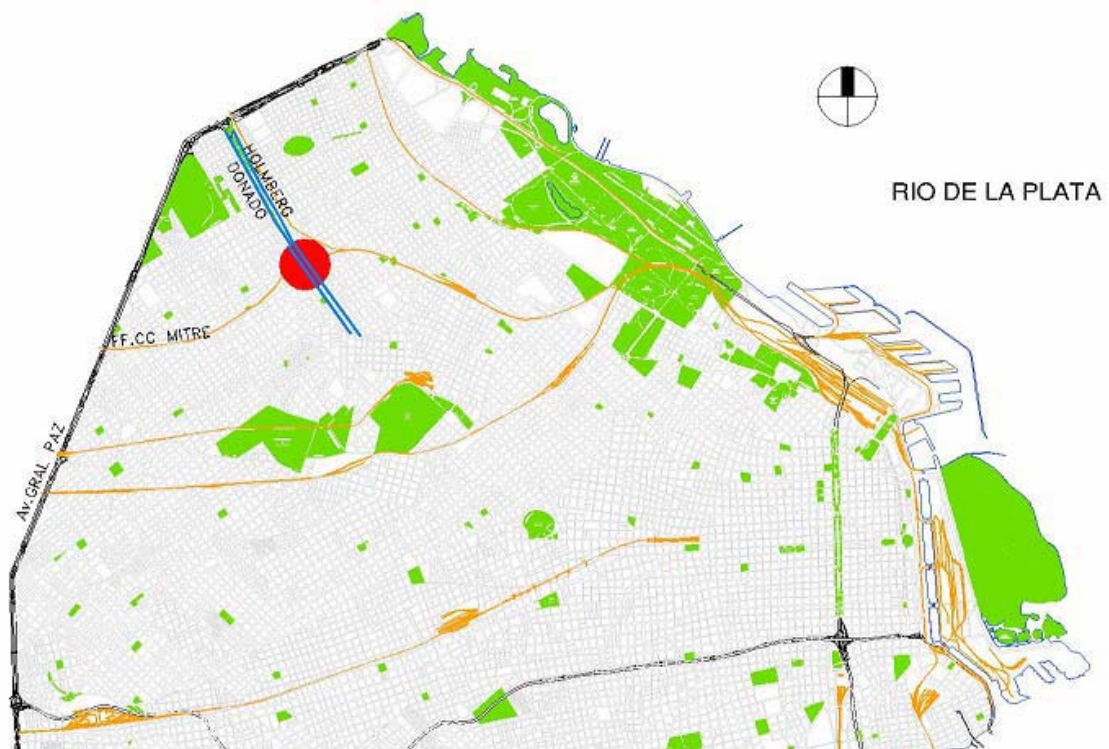 RIO DE LA PLATA
HOLMBERG
DONADO
FF.CC MITRE
Av.GRAL PAZ